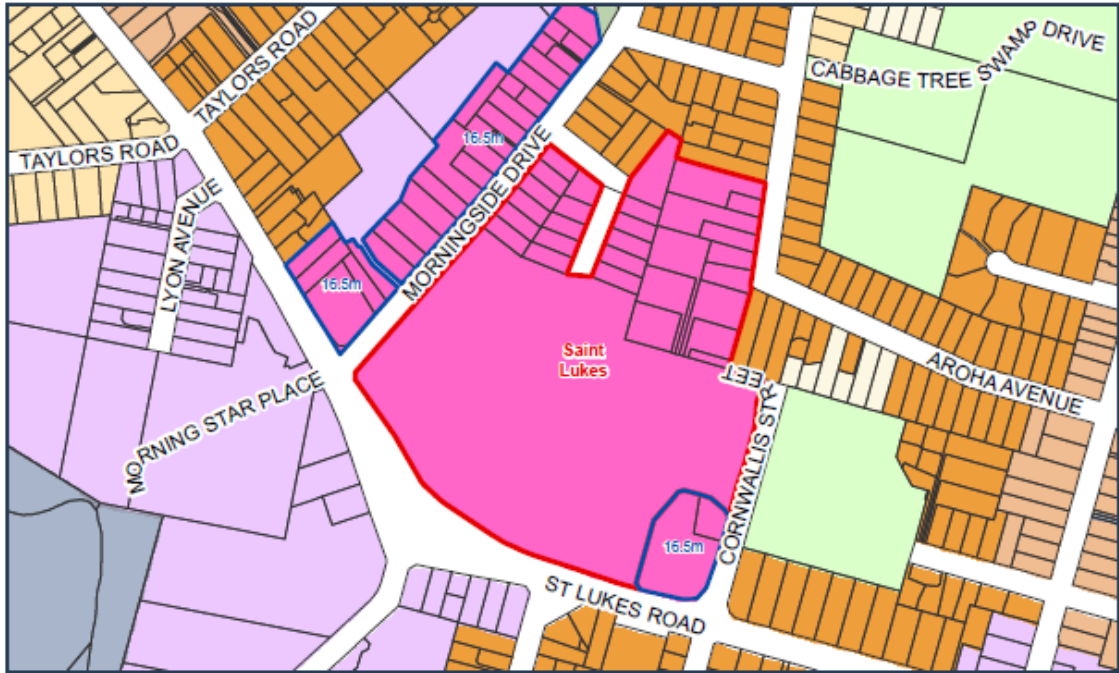 TAYLORS ROAD
CABBAGE TREE SWAMP DRIVE
TAYLORS ROAD
16.5m
LYON AVENUE
MORNINGSIDE DRIVE
16.5m
Saint
Lukes
AROHA AVENUE
MORNING STAR PLACE
CORNWALLIS STREET
16.5m
ST LUKES ROAD